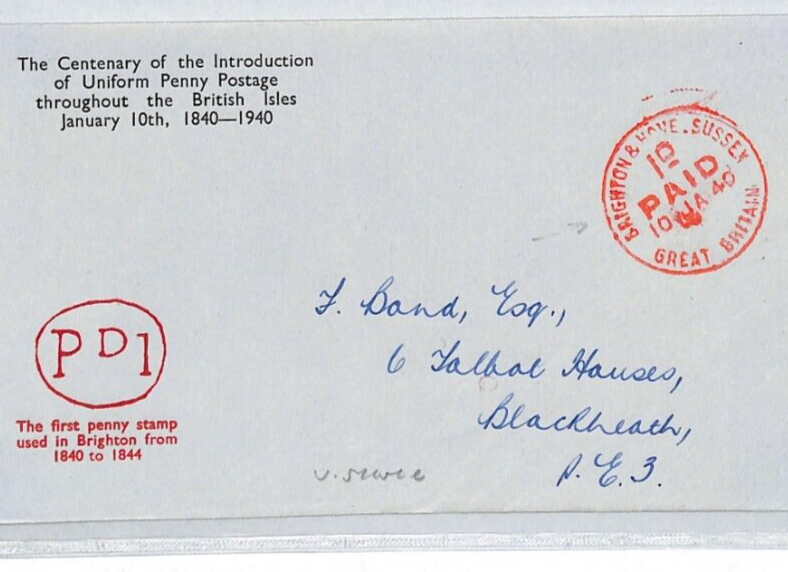 The Centenary of the Introduction
of Uniform Penny Postage
throughout the British Isles
January 10th, 1840—1940
BRIGHTON & HOVE. SUSSEX
1D
PAID
10 JA 40
GREAT BRITAIN
F. Band, Esq.,
6 Talbot Houses,
Blackheath,
S.E.3.
PD1
The first penny stamp
used in Brighton from
1840 to 1844